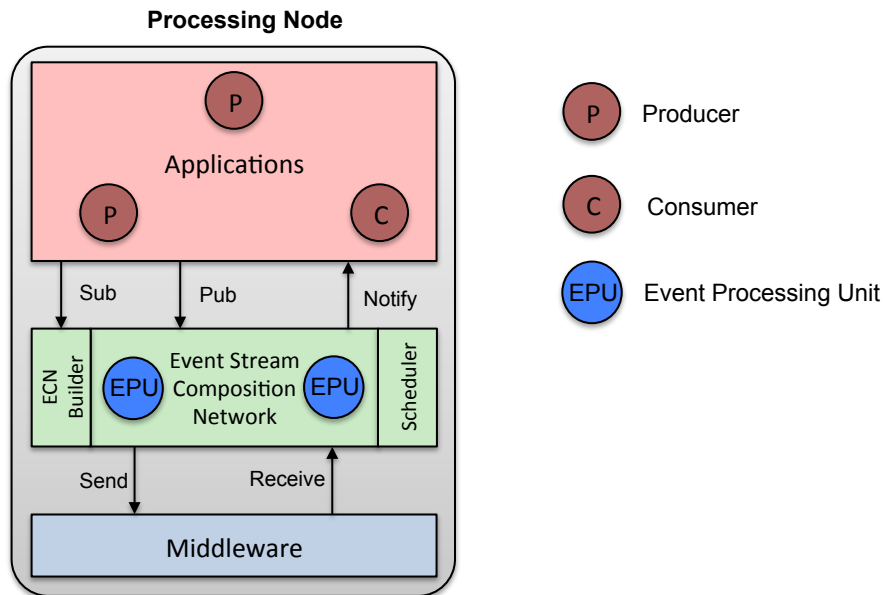 Processing Node
P
Applications
P
C
Sub
Pub
Notify
ECN
Builder
EPU
Event Stream
Composition
Network
EPU
Scheduler
Send
Receive
Middleware
P
Producer
C
Consumer
EPU
Event Processing Unit